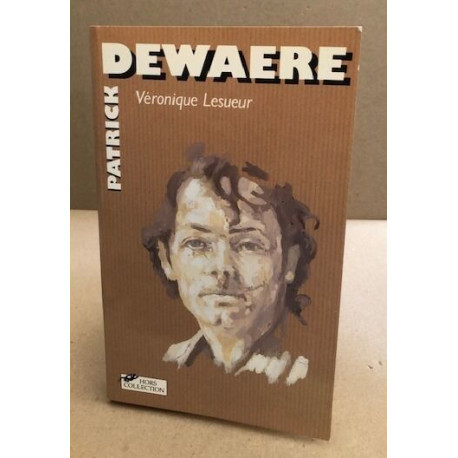 PATRICK
DEWAERE
Véronique Lesueur
HORS
COLLECTION